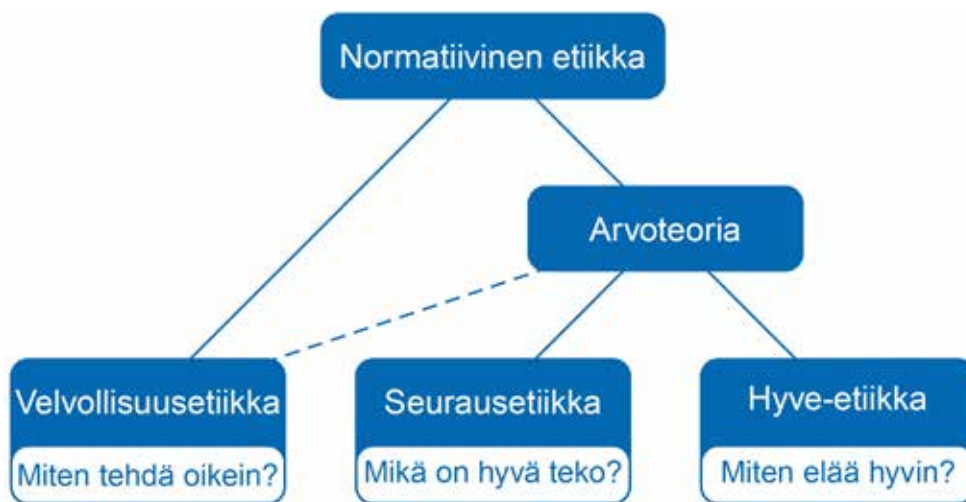 Normatiivinen etiikka
Arvoteoria
Velvollisuusetiikka
Miten tehdä oikein?
Seurausetiikka
Mikä on hyvä teko?
Hyve-etiikka
Miten elää hyvin?